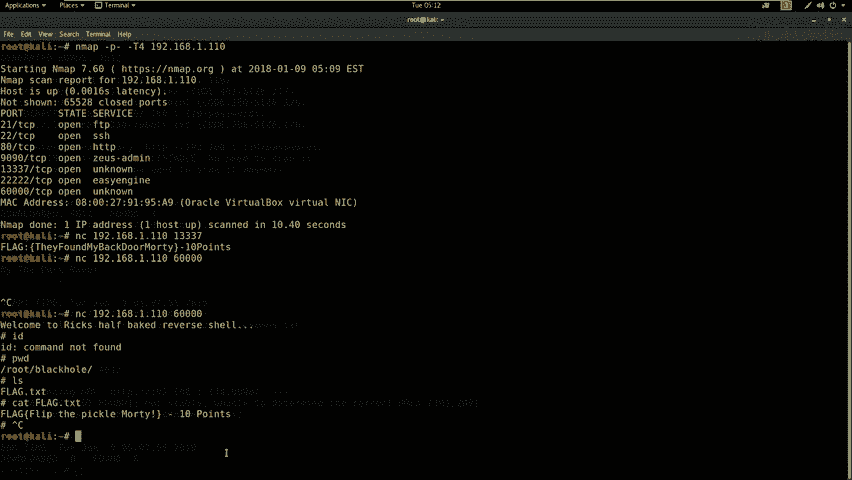 Applications Places Terminal Tue 05:12
root@kali: ~
File Edit View Search Terminal Help
root@kali:~# nmap -p- -T4 192.168.1.110
Starting Nmap 7.60 ( https://nmap.org ) at 2018-01-09 05:09 EST
Nmap scan report for 192.168.1.110
Host is up (0.0016s latency).
Not shown: 65528 closed ports
PORT STATE SERVICE
21/tcp open ftp
22/tcp open ssh
80/tcp open http
9090/tcp open zeus-admin
13337/tcp open unknown
22222/tcp open easyengine
60000/tcp open unknown
MAC Address: 08:00:27:91:95:A9 (Oracle VirtualBox virtual NIC)
Nmap done: 1 IP address (1 host up) scanned in 10.40 seconds
root@kali:~# nc 192.168.1.110 13337
FLAG:{TheyFoundMyBackDoorMorty}-10Points
root@kali:~# nc 192.168.1.110 60000
^C
root@kali:~# nc 192.168.1.110 60000
Welcome to Ricks half baked reverse shell...
# id
id: command not found
# pwd
/root/blackhole/
# ls
FLAG.txt
# cat FLAG.txt
FLAG{Flip the pickle Morty!} - 10 Points
# ^C
root@kali:~#